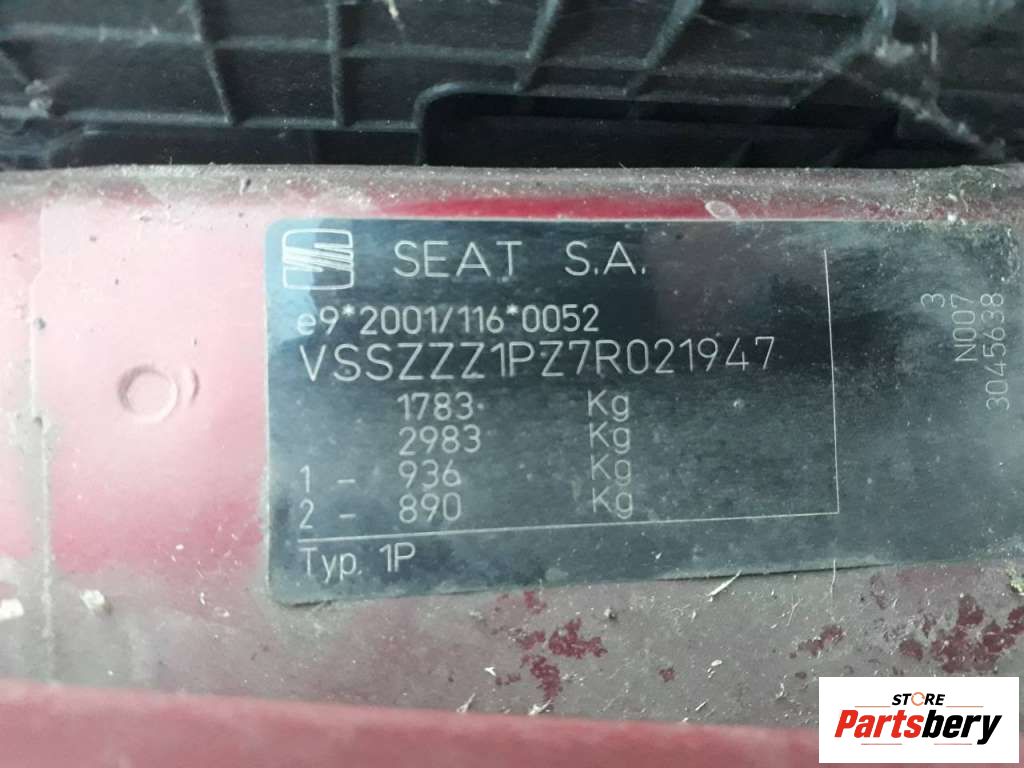 SEAT S.A.
e9*2001/116*0052
VSSZZZ1PZ7R021947
1783 Kg
2983 Kg
1 - 936 Kg
2 - 890 Kg
Typ. 1P
3
N007
3045638
STORE
Partsbery